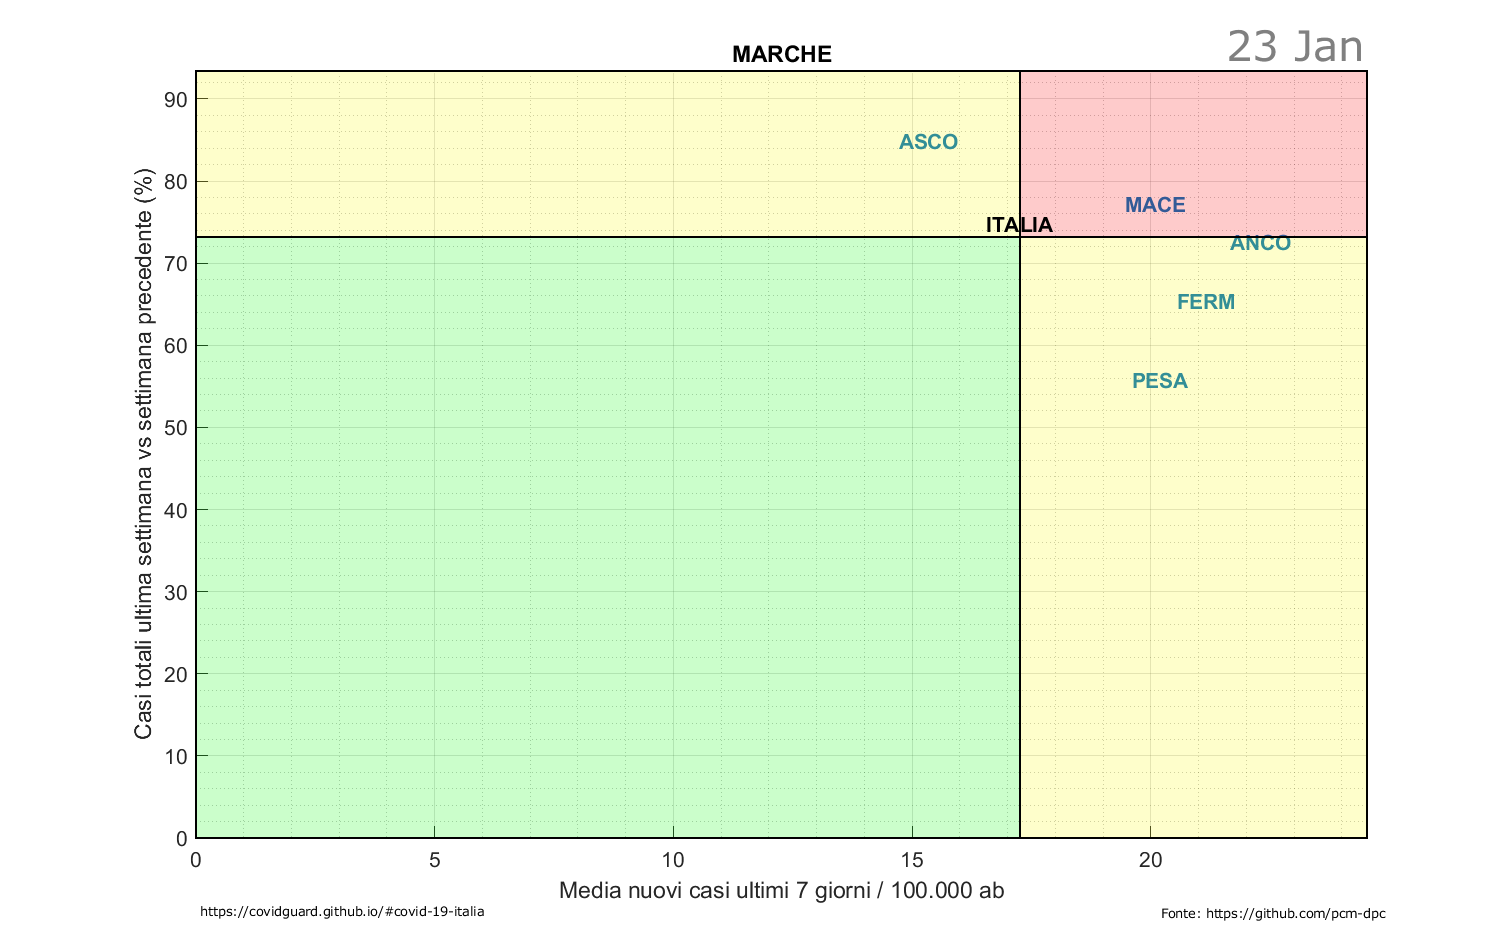 23 Jan
MARCHE
Casi totali ultima settimana vs settimana precedente (%)
90
80
70
60
50
40
30
20
10
0
ASCO
MACE
ITALIA
ANCO
FERM
PESA
0 5 10 15 20
Media nuovi casi ultimi 7 giorni / 100.000 ab
https://covidguard.github.io/#covid-19-italia
Fonte: https://github.com/pcm-dpc